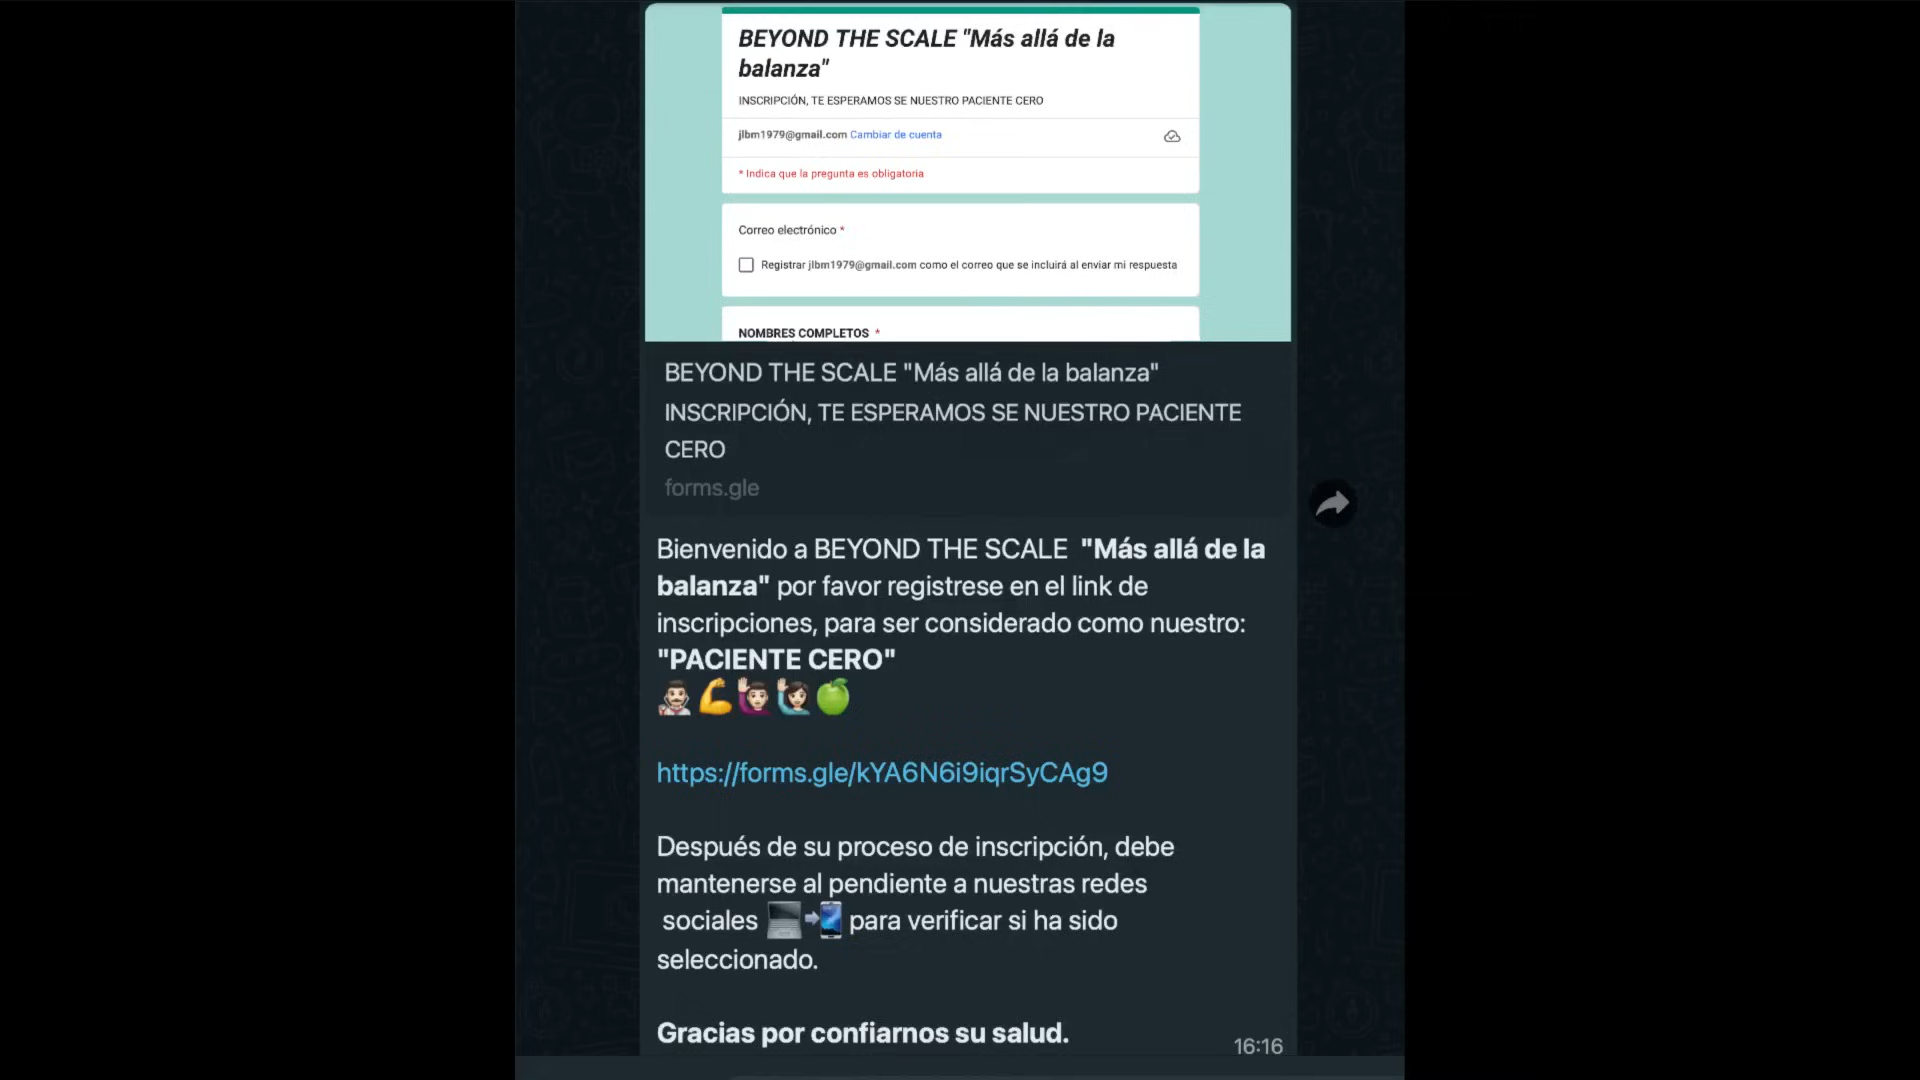 BEYOND THE SCALE "Más allá de la
balanza"
INSCRIPCIÓN, TE ESPERAMOS SE NUESTRO PACIENTE CERO
jlbm1979@gmail.com Cambiar de cuenta
* Indica que la pregunta es obligatoria
Correo electrónico *
Registrar jlbm1979@gmail.com como el correo que se incluirá al enviar mi respuesta
NOMBRES COMPLETOS *
BEYOND THE SCALE "Más allá de la balanza"
INSCRIPCIÓN, TE ESPERAMOS SE NUESTRO PACIENTE
CERO
forms.gle
Bienvenido a BEYOND THE SCALE "Más allá de la
balanza" por favor registrese en el link de
inscripciones, para ser considerado como nuestro:
"PACIENTE CERO"
https://forms.gle/kYA6N6i9iqrSyCAg9
Después de su proceso de inscripción, debe
mantenerse al pendiente a nuestras redes
sociales para verificar si ha sido
seleccionado.
Gracias por confiarnos su salud.
16:16